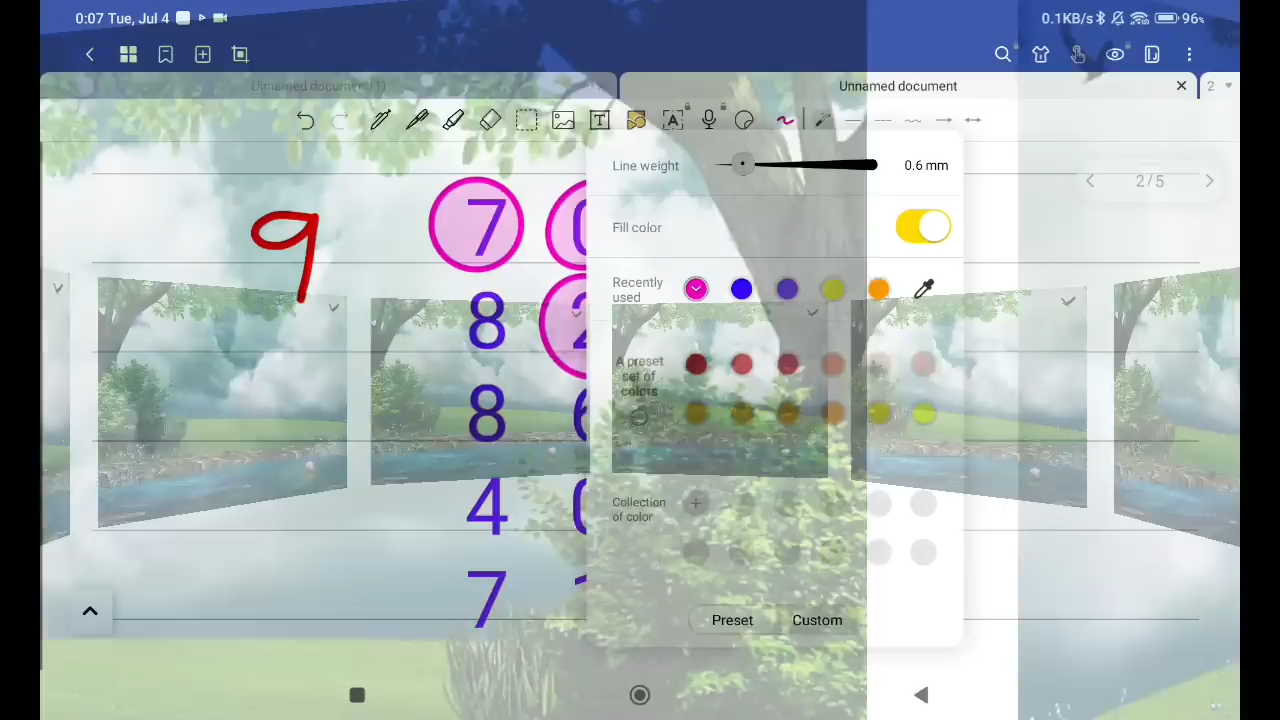 0:07 Tue, Jul 4
0.1KB/s 96%
Unnamed document(1)
Unnamed document
2
Line weight 0.6 mm
2/5
9
7
Fill color
Recently
used
8
A preset
set of
colors
8
4
Collection
of color
7
Preset Custom